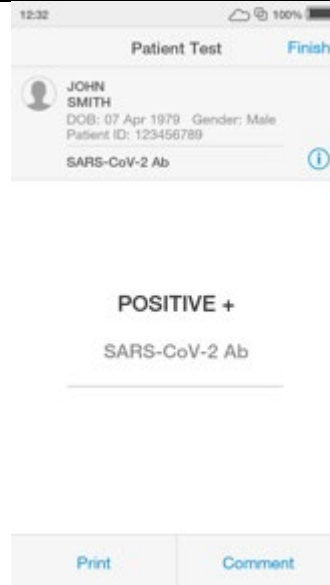 12:32 100%
Patient Test Finish
JOHN
SMITH
DOB: 07 Apr 1979 Gender: Male
Patient ID: 123456789
SARS-CoV-2 Ab
POSITIVE +
SARS-CoV-2 Ab
Print Comment